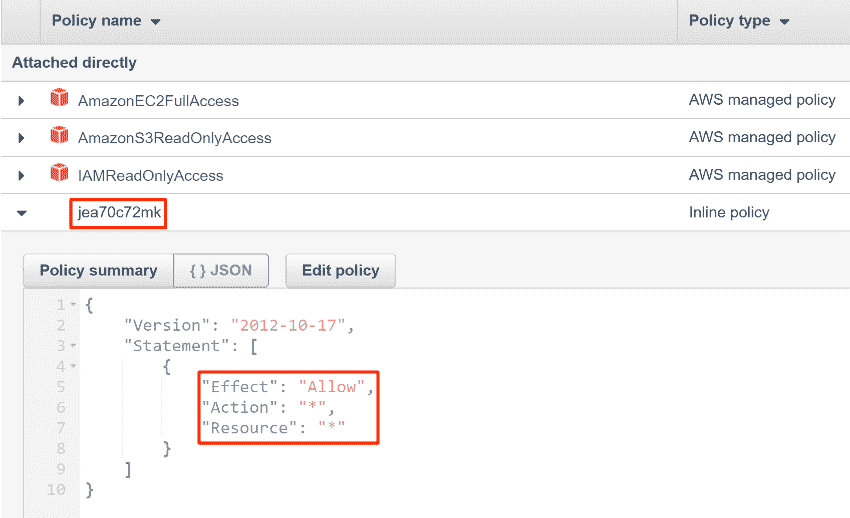 Policy name Policy type
Attached directly
AmazonEC2FullAccess AWS managed policy
AmazonS3ReadOnlyAccess AWS managed policy
IAMReadOnlyAccess AWS managed policy
jea70c72mk Inline policy
Policy summary { } JSON Edit policy
1 {
2 "Version": "2012-10-17",
3 "Statement": [
4 {
5 "Effect": "Allow",
6 "Action": "*",
7 "Resource": "*"
8 }
9 ]
10 }